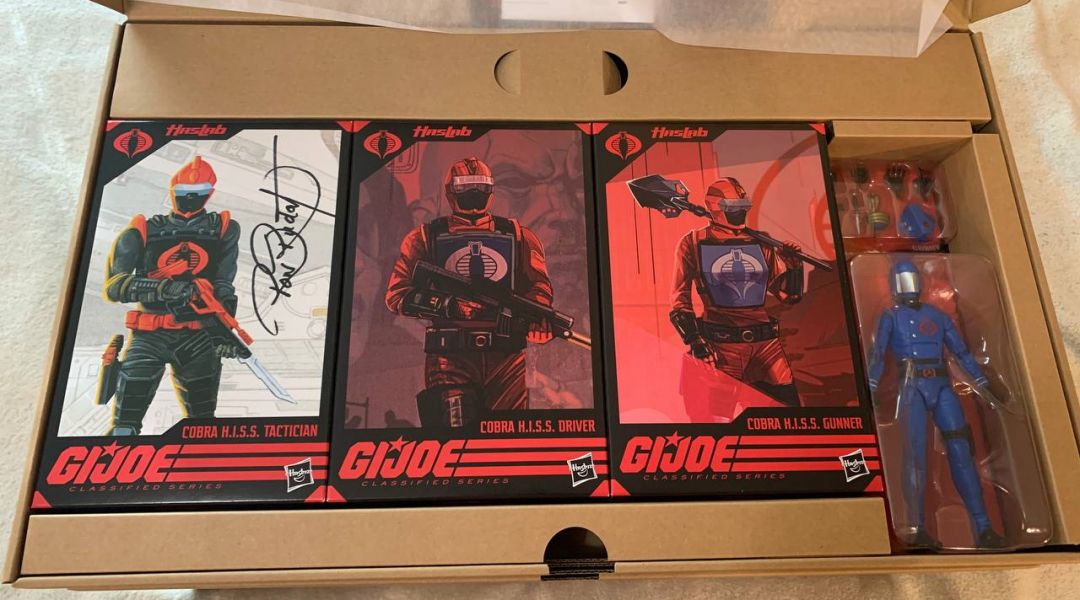 HasLab
COBRA H.I.S.S. TACTICIAN
GIJOE
CLASSIFIED SERIES
Hasbro
HasLab
COBRA H.I.S.S. DRIVER
GIJOE
CLASSIFIED SERIES
Hasbro
HasLab
COBRA H.I.S.S. GUNNER
GIJOE
CLASSIFIED SERIES
Hasbro